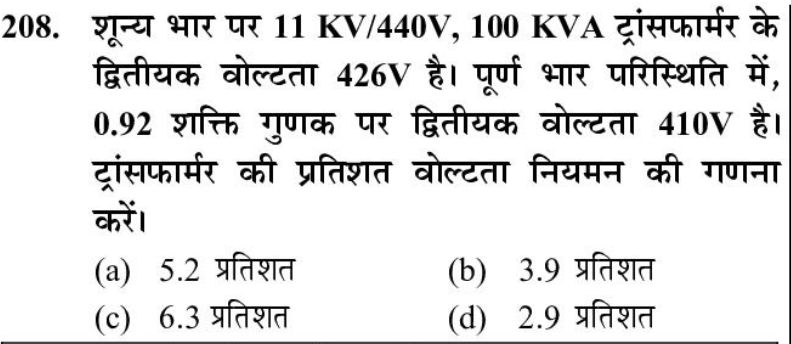 208. शून्य भार पर 11 KV/440V, 100 KVA ट्रांसफार्मर के
द्वितीयक वोल्टता 426V है। पूर्ण भार परिस्थिति में,
0.92 शक्ति गुणक पर द्वितीयक वोल्टता 410V है।
ट्रांसफार्मर की प्रतिशत वोल्टता नियमन की गणना
करें।
(a) 5.2 प्रतिशत (b) 3.9 प्रतिशत
(c) 6.3 प्रतिशत (d) 2.9 प्रतिशत